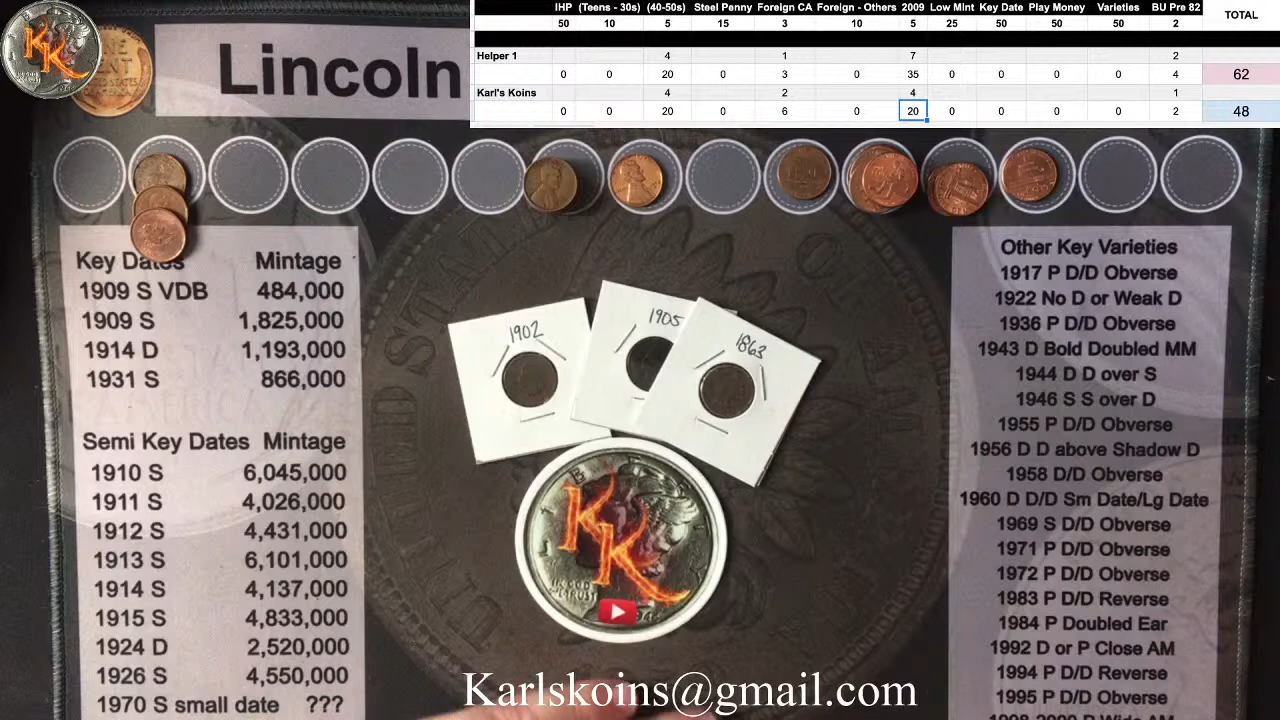 IHP (Teens - 30s) (40-50s) Steel Penny Foreign CA Foreign - Others 2009 Low Mint Key Date Play Money Varieties BU Pre 82 TOTAL
50 10 5 15 3 10 5 25 50 50 50 2
Helper 1 4 1 7 2
0 0 20 0 3 0 35 0 0 0 0 4 62
Karl's Koins 4 2 4 1
0 0 20 0 6 0 20 0 0 0 0 2 48
KK
Lincoln
Key Dates Mintage
1909 S VDB 484,000
1909 S 1,825,000
1914 D 1,193,000
1931 S 866,000
Semi Key Dates Mintage
1910 S 6,045,000
1911 S 4,026,000
1912 S 4,431,000
1913 S 6,101,000
1914 S 4,137,000
1915 S 4,833,000
1924 D 2,520,000
1926 S 4,550,000
1970 S small date ???
1902
1905
1863
UNITED STATES OF AM
KK
Other Key Varieties
1917 P D/D Obverse
1922 No D or Weak D
1936 P D/D Obverse
1943 D Bold Doubled MM
1944 D D over S
1946 S S over D
1955 P D/D Obverse
1956 D D above Shadow D
1958 D/D Obverse
1960 D D/D Sm Date/Lg Date
1969 S D/D Obverse
1971 P D/D Obverse
1972 P D/D Obverse
1983 P D/D Reverse
1984 P Doubled Ear
1992 D or P Close AM
1994 P D/D Reverse
1995 P D/D Obverse
Karlskoins@gmail.com